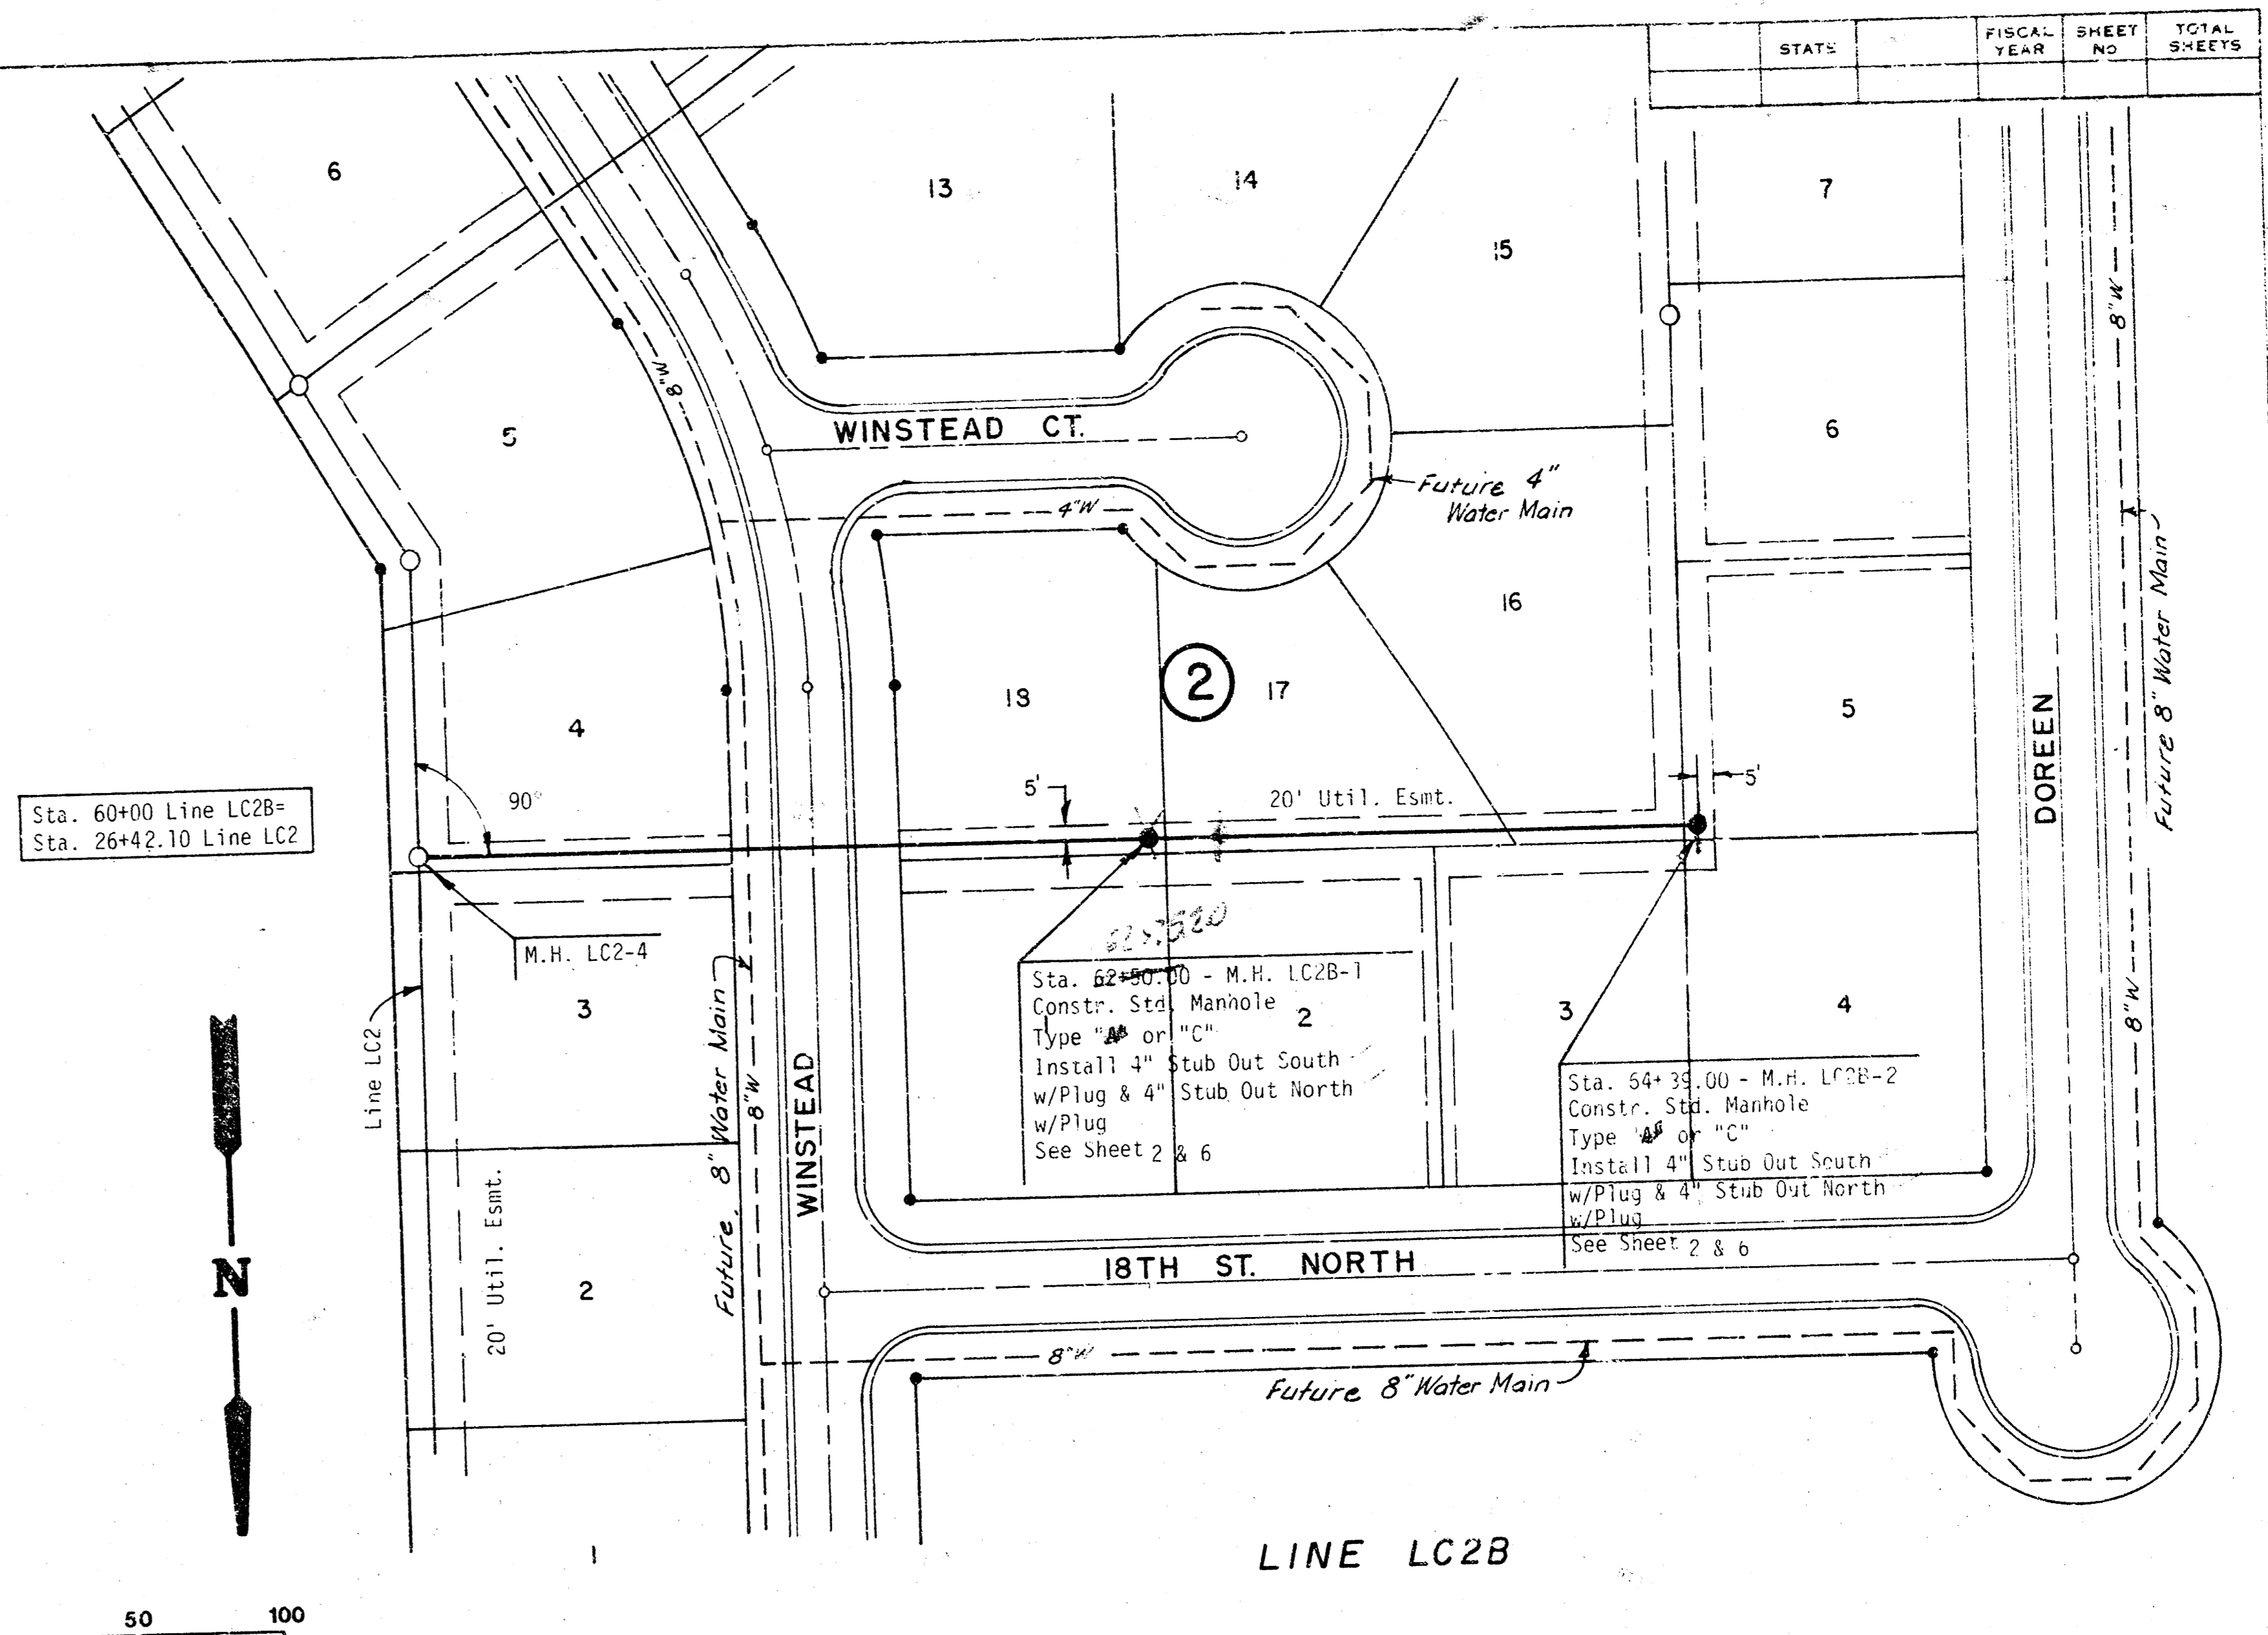 STATE
FISCAL YEAR
SHEET NO
TOTAL SHEETS
6
13
14
15
7
8"W
8"W
5
WINSTEAD CT.
6
Future 4"
Water Main
4"W
Future 8" Water Main
16
4
18
2
17
5
DOREEN
90°
5'
20' Util. Esmt.
5'
Sta. 60+00 Line LC2B=
Sta. 26+42.10 Line LC2
M.H. LC2-4
Line LC2
3
Future 8" Water Main
8"W
WINSTEAD
Sta. 62+50.00 - M.H. LC2B-1
Constr. Std. Manhole
Type "A" or "C"
Install 4" Stub Out South
w/Plug & 4" Stub Out North
w/Plug
See Sheet 2 & 6
2
3
4
8"W
Sta. 64+39.00 - M.H. LC2B-2
Constr. Std. Manhole
Type "A" or "C"
Install 4" Stub Out South
w/Plug & 4" Stub Out North
w/Plug
See Sheet 2 & 6
20' Util. Esmt.
2
N
18TH ST. NORTH
8"W
Future 8" Water Main
1
LINE LC2B
50 100